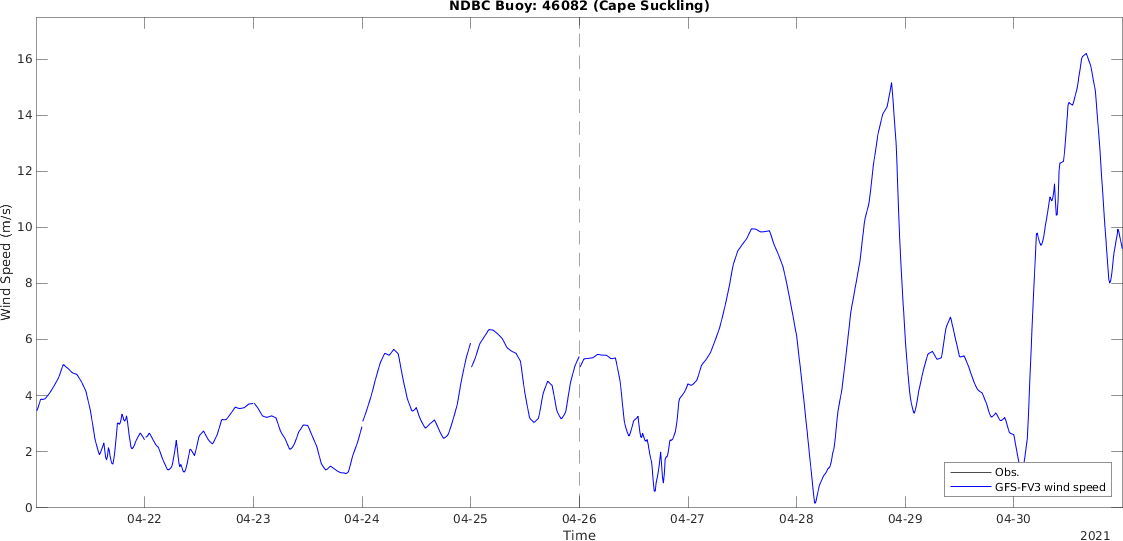 NDBC Buoy: 46082 (Cape Suckling)
16
14
12
10
8
6
4
2
0
Wind Speed (m/s)
Obs.
GFS-FV3 wind speed
04-22 04-23 04-24 04-25 04-26 04-27 04-28 04-29 04-30
Time
2021